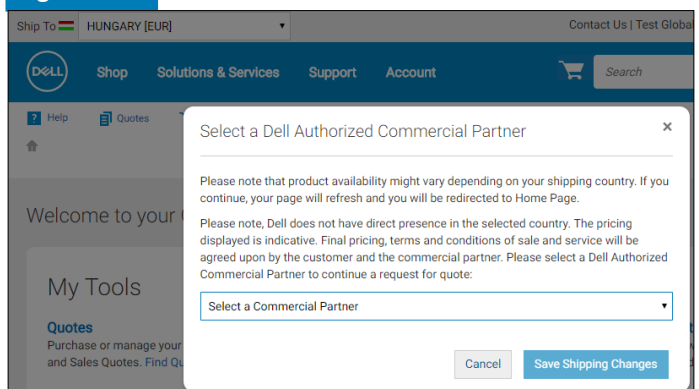 Ship To HUNGARY [EUR] Contact Us | Test Global
DELL Shop Solutions & Services Support Account Search
? Help Quotes
Select a Dell Authorized Commercial Partner ×
Please note that product availability might vary depending on your shipping country. If you
continue, your page will refresh and you will be redirected to Home Page.
Welcome to your
Please note, Dell does not have direct presence in the selected country. The pricing
displayed is indicative. Final pricing, terms and conditions of sale and service will be
agreed upon by the customer and the commercial partner. Please select a Dell Authorized
Commercial Partner to continue a request for quote:
My Tools
Select a Commercial Partner
Quotes
Purchase or manage your
and Sales Quotes. Find Qu
Cancel Save Shipping Changes